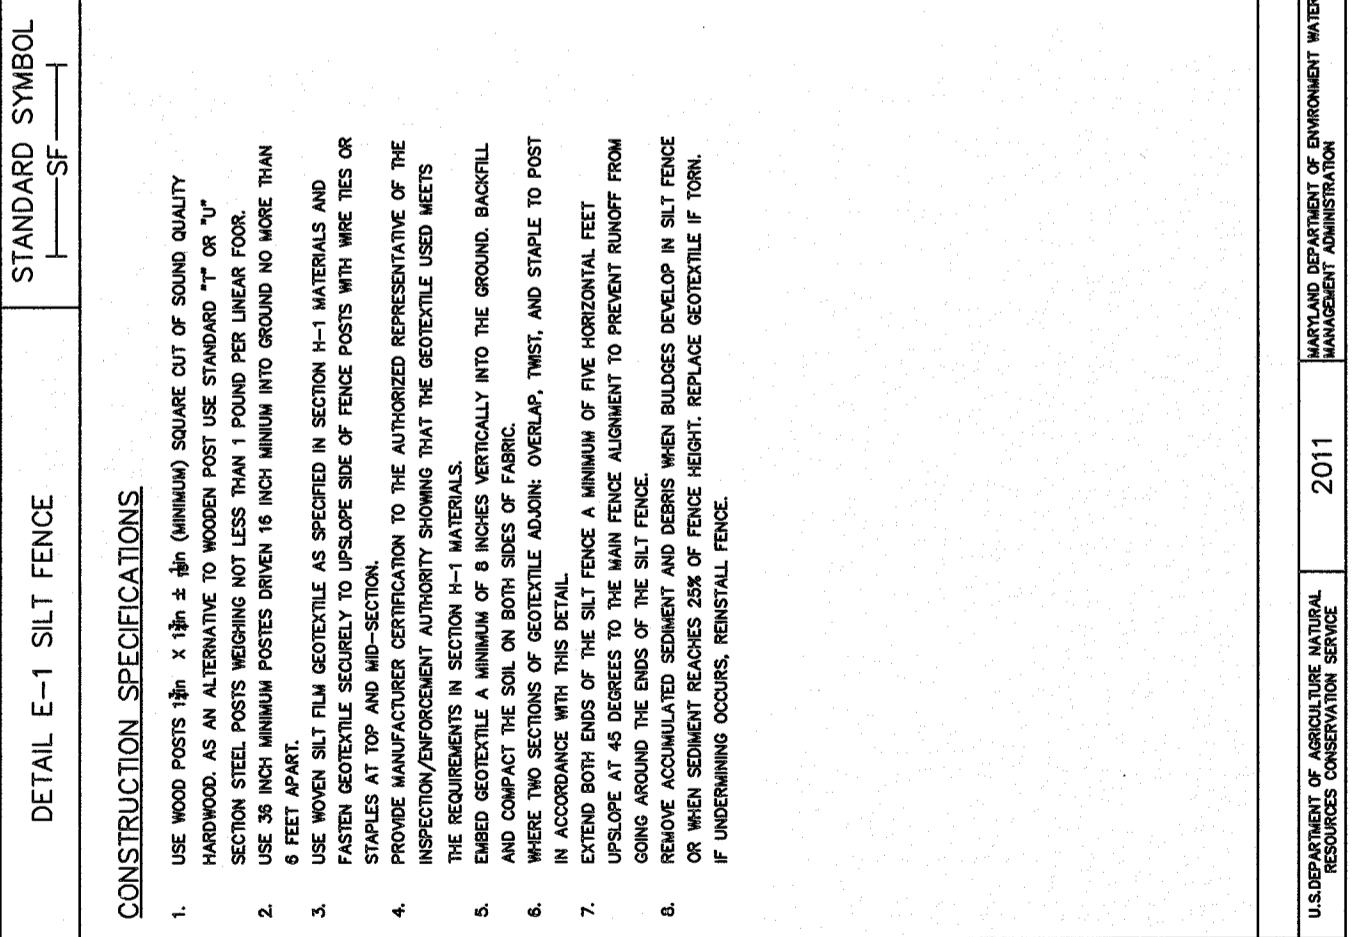 DETAIL E-1 SILT FENCE
STANDARD SYMBOL
SF
CONSTRUCTION SPECIFICATIONS
1. USE WOOD POSTS X (MINIMUM) SQUARE CUT OF SOUND QUALITY
HARDWOOD. AS AN ALTERNATIVE TO WOODEN POST USE STANDARD "T" OR "U"
SECTION STEEL POSTS WEIGHING NOT LESS THAN 1 POUND PER LINEAR FOOR.
2. USE 36 INCH MINIMUM POSTES DRIVEN 16 INCH MINIUM INTO GROUND NO MORE THAN
6 FEET APART.
3. USE WOVEN SILT FILM GEOTEXTILE AS SPECIFIED IN SECTION H-1 MATERIALS AND
FASTEN GEOTEXTILE SECURELY TO UPSLOPE SIDE OF FENCE POSTS WITH WIRE TIES OR
STAPLES AT TOP AND MID-SECTION.
4. PROVIDE MANUFACTURER CERTIFICATION TO THE AUTHORIZED REPRESENTATIVE OF THE
INSPECTION/ENFORCEMENT AUTHORITY SHOWING THAT THE GEOTEXTILE USED MEETS
THE REQUIREMENTS IN SECTION H-1 MATERIALS.
5. EMBED GEOTEXTILE A MINIMUM OF 8 INCHES VERTICALLY INTO THE GROUND. BACKFILL
AND COMPACT THE SOIL ON BOTH SIDES OF FABRIC.
6. WHERE TWO SECTIONS OF GEOTEXTILE ADJOIN: OVERLAP, TWIST, AND STAPLE TO POST
IN ACCORDANCE WITH THIS DETAIL.
7. EXTEND BOTH ENDS OF THE SILT FENCE A MINIMUM OF FIVE HORIZONTAL FEET
UPSLOPE AT 45 DEGREES TO THE MAIN FENCE ALIGNMENT TO PREVENT RUNOFF FROM
GOING AROUND THE ENDS OF THE SILT FENCE.
8. REMOVE ACCUMULATED SEDIMENT AND DEBRIS WHEN BULDGES DEVELOP IN SILT FENCE
OR WHEN SEDIMENT REACHES 25% OF FENCE HEIGHT. REPLACE GEOTEXTILE IF TORN.
IF UNDERMINING OCCURS, REINSTALL FENCE.
U.S.DEPARTMENT OF AGRICULTURE NATURAL
RESOURCES CONSERVATION SERVICE
2011
MARYLAND DEPARTMENT OF ENVIRONMENT WATER
MANAGEMENT ADMINISTRATION